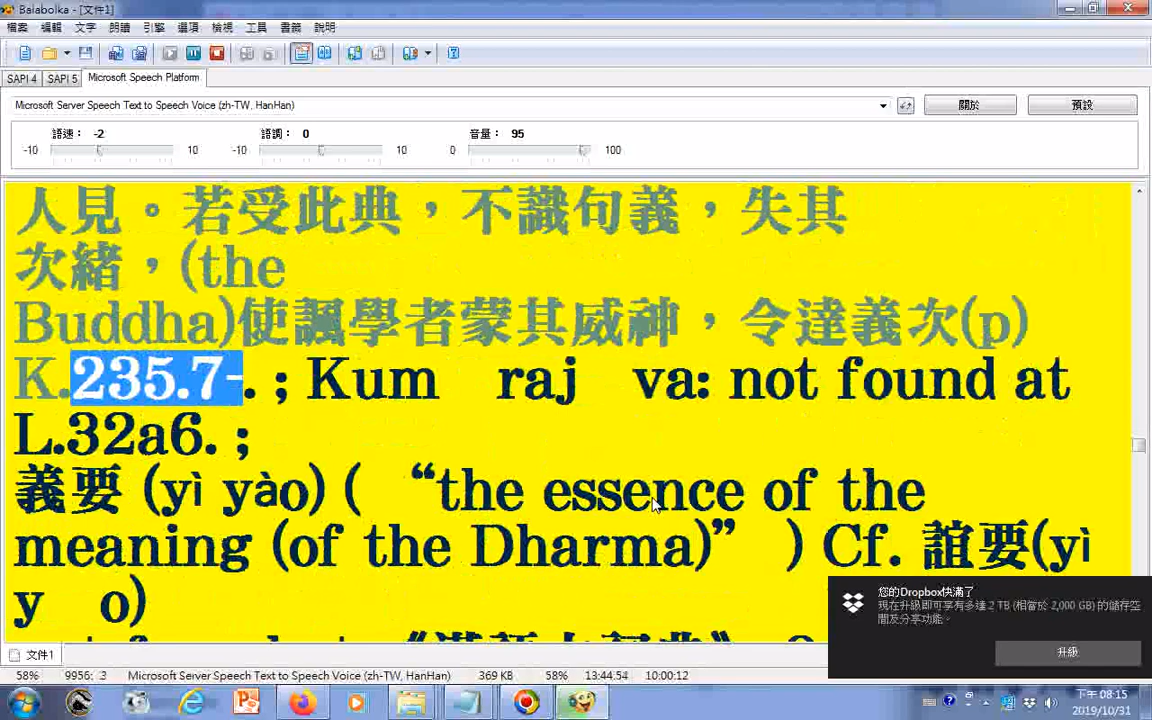 Balabolka - [文件1]
檔案 編輯 文字 朗讀 引擎 選項 檢視 工具 書籤 說明
SAPI 4 SAPI 5 Microsoft Speech Platform
Microsoft Server Speech Text to Speech Voice (zh-TW, HanHan) 關於 預設
語速： -2 語調： 0 音量： 95
-10 10 -10 10 0 100
人見。若受此典，不識句義，失其
次緒，(the
Buddha)使諷學者蒙其威神，令達義次(p)
K.235.7-. ; Kum raj va: not found at
L.32a6. ;
義要 (yì yào) ( “the essence of the
meaning (of the Dharma)” ) Cf. 誼要(yì
y o)
您的Dropbox快滿了
現在升級即可享有多達 2 TB (相當於 2,000 GB) 的儲存空
間及分享功能。
升級
文件1
58% 9956: 3 Microsoft Server Speech Text to Speech Voice (zh-TW, HanHan) 369 KB 58% 13:44:54 10:00:12
下午 08:15
2019/10/31